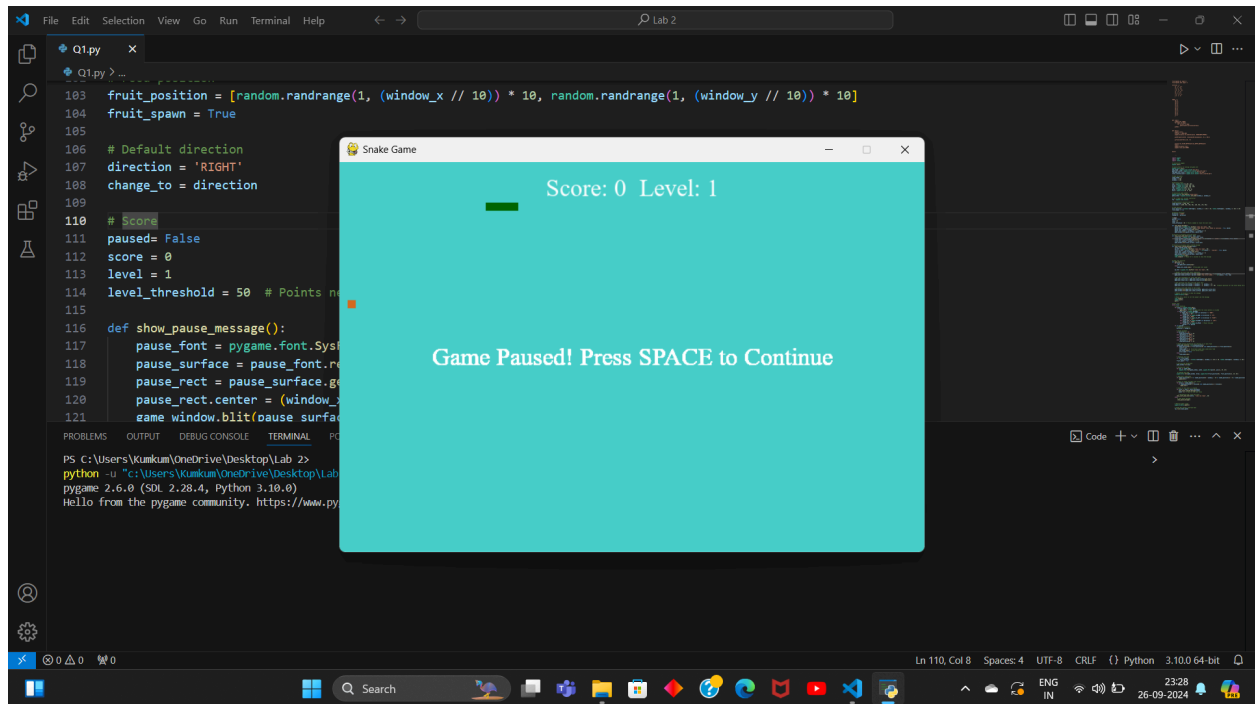 File Edit Selection View Go Run Terminal Help
Lab 2
Q1.py
Q1.py > ...
103 fruit_position = [random.randrange(1, (window_x // 10)) * 10, random.randrange(1, (window_y // 10)) * 10]
104 fruit_spawn = True
105
106 # Default direction
107 direction = 'RIGHT'
108 change_to = direction
109
110 # Score
111 paused= False
112 score = 0
113 level = 1
114 level_threshold = 50 # Points
115
116 def show_pause_message():
117 pause_font = pygame.font.
118 pause_surface = pause_font.
119 pause_rect = pause_surface.
120 pause_rect.center =
121 game_window.blit(
Snake Game
Score: 0 Level: 1
Game Paused! Press SPACE to Continue
PROBLEMS OUTPUT DEBUG CONSOLE TERMINAL
Code
PS C:\Users\Kumkum\OneDrive\Desktop\Lab 2>
python -u "c:\Users\Kumkum\OneDrive\Desktop\Lab
pygame 2.6.0 (SDL 2.28.4, Python 3.10.0)
Hello from the pygame community. https://www.
0 0 0
Ln 110, Col 8 Spaces: 4 UTF-8 CRLF {} Python 3.10.0 64-bit
Search
ENG
IN
23:28
26-09-2024